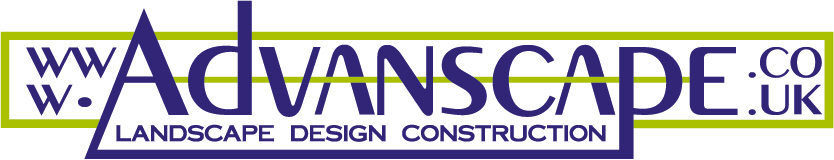 www.Advanscape.co.uk
LANDSCAPE DESIGN CONSTRUCTION